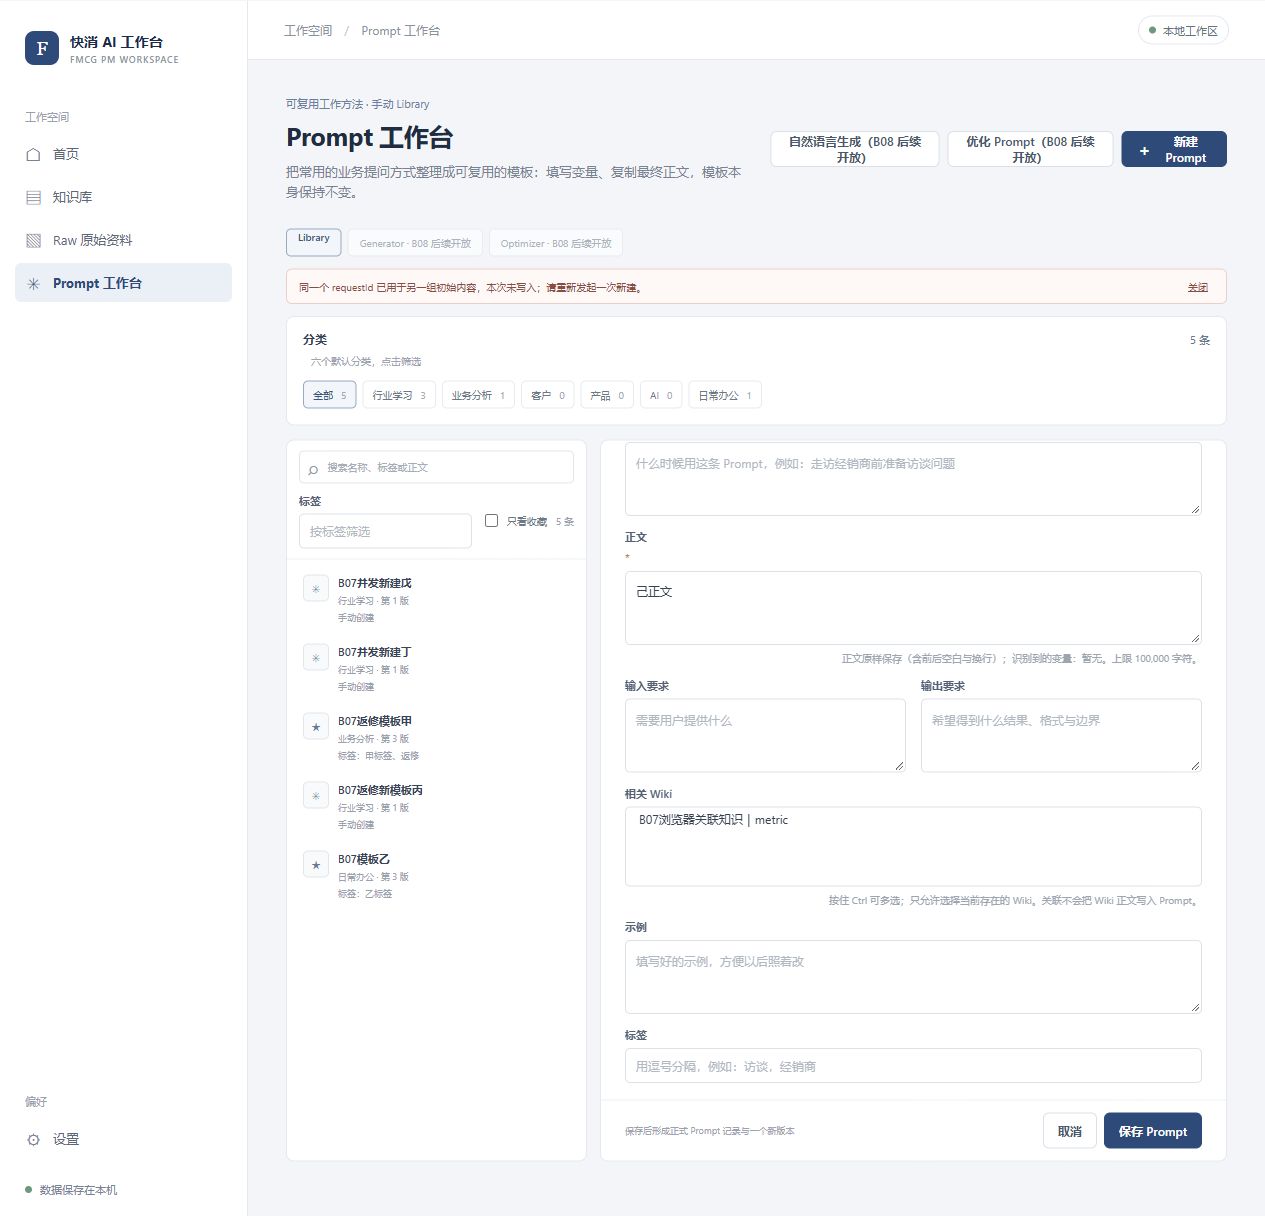 F
快消 AI 工作台
FMCG PM WORKSPACE
工作空间
首页
知识库
Raw 原始资料
Prompt 工作台
偏好
设置
数据保存在本机
工作空间 / Prompt 工作台
本地工作区
可复用工作方法 · 手动 Library
Prompt 工作台
把常用的业务提问方式整理成可复用的模板：填写变量、复制最终正文，模板本
身保持不变。
自然语言生成（B08 后续
开放）
优化 Prompt（B08 后续
开放）
+ 新建
Prompt
Library
Generator · B08 后续开放
Optimizer · B08 后续开放
同一个 requestId 已用于另一组初始内容，本次未写入；请重新发起一次新建。
关闭
分类
5 条
六个默认分类，点击筛选
全部 5
行业学习 3
业务分析 1
客户 0
产品 0
AI 0
日常办公 1
搜索名称、标签或正文
标签
按标签筛选
只看收藏
5 条
B07并发新建戊
行业学习 · 第 1 版
手动创建
B07并发新建丁
行业学习 · 第 1 版
手动创建
B07返修模板甲
业务分析 · 第 3 版
标签：甲标签、返修
B07返修新模板丙
行业学习 · 第 1 版
手动创建
B07模板乙
日常办公 · 第 3 版
标签：乙标签
什么时候用这条 Prompt，例如：走访经销商前准备访谈问题
正文
*
己正文
正文原样保存（含前后空白与换行）；识别到的变量：暂无。上限 100,000 字符。
输入要求
需要用户提供什么
输出要求
希望得到什么结果、格式与边界
相关 Wiki
B07浏览器关联知识 | metric
按住 Ctrl 可多选；只允许选择当前存在的 Wiki。关联不会把 Wiki 正文写入 Prompt。
示例
填写好的示例，方便以后照着改
标签
用逗号分隔，例如：访谈，经销商
保存后形成正式 Prompt 记录与一个新版本
取消
保存 Prompt